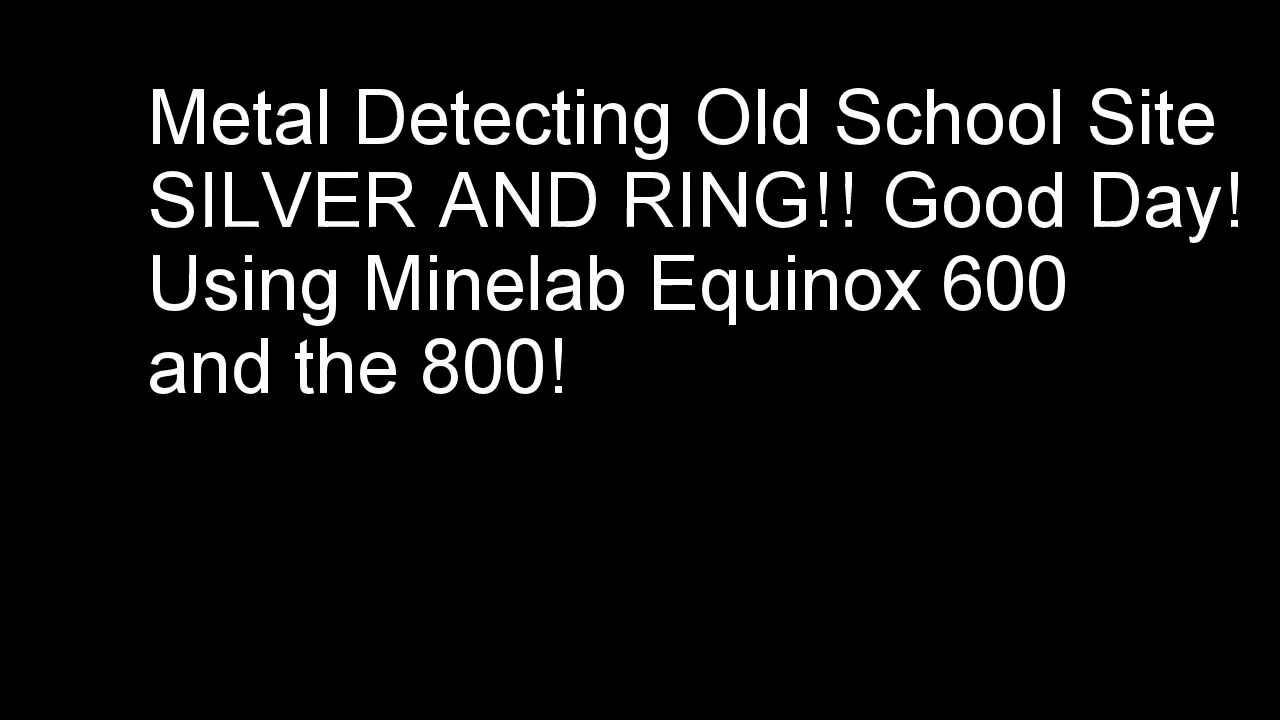 Metal Detecting Old School Site
SILVER AND RING!! Good Day!
Using Minelab Equinox 600
and the 800!